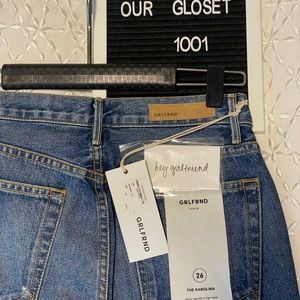 OUR GLOSET
1001
GRLFRND
hey girlfriend
GRLFRND
GRLFRND
26
THE KAROLINA